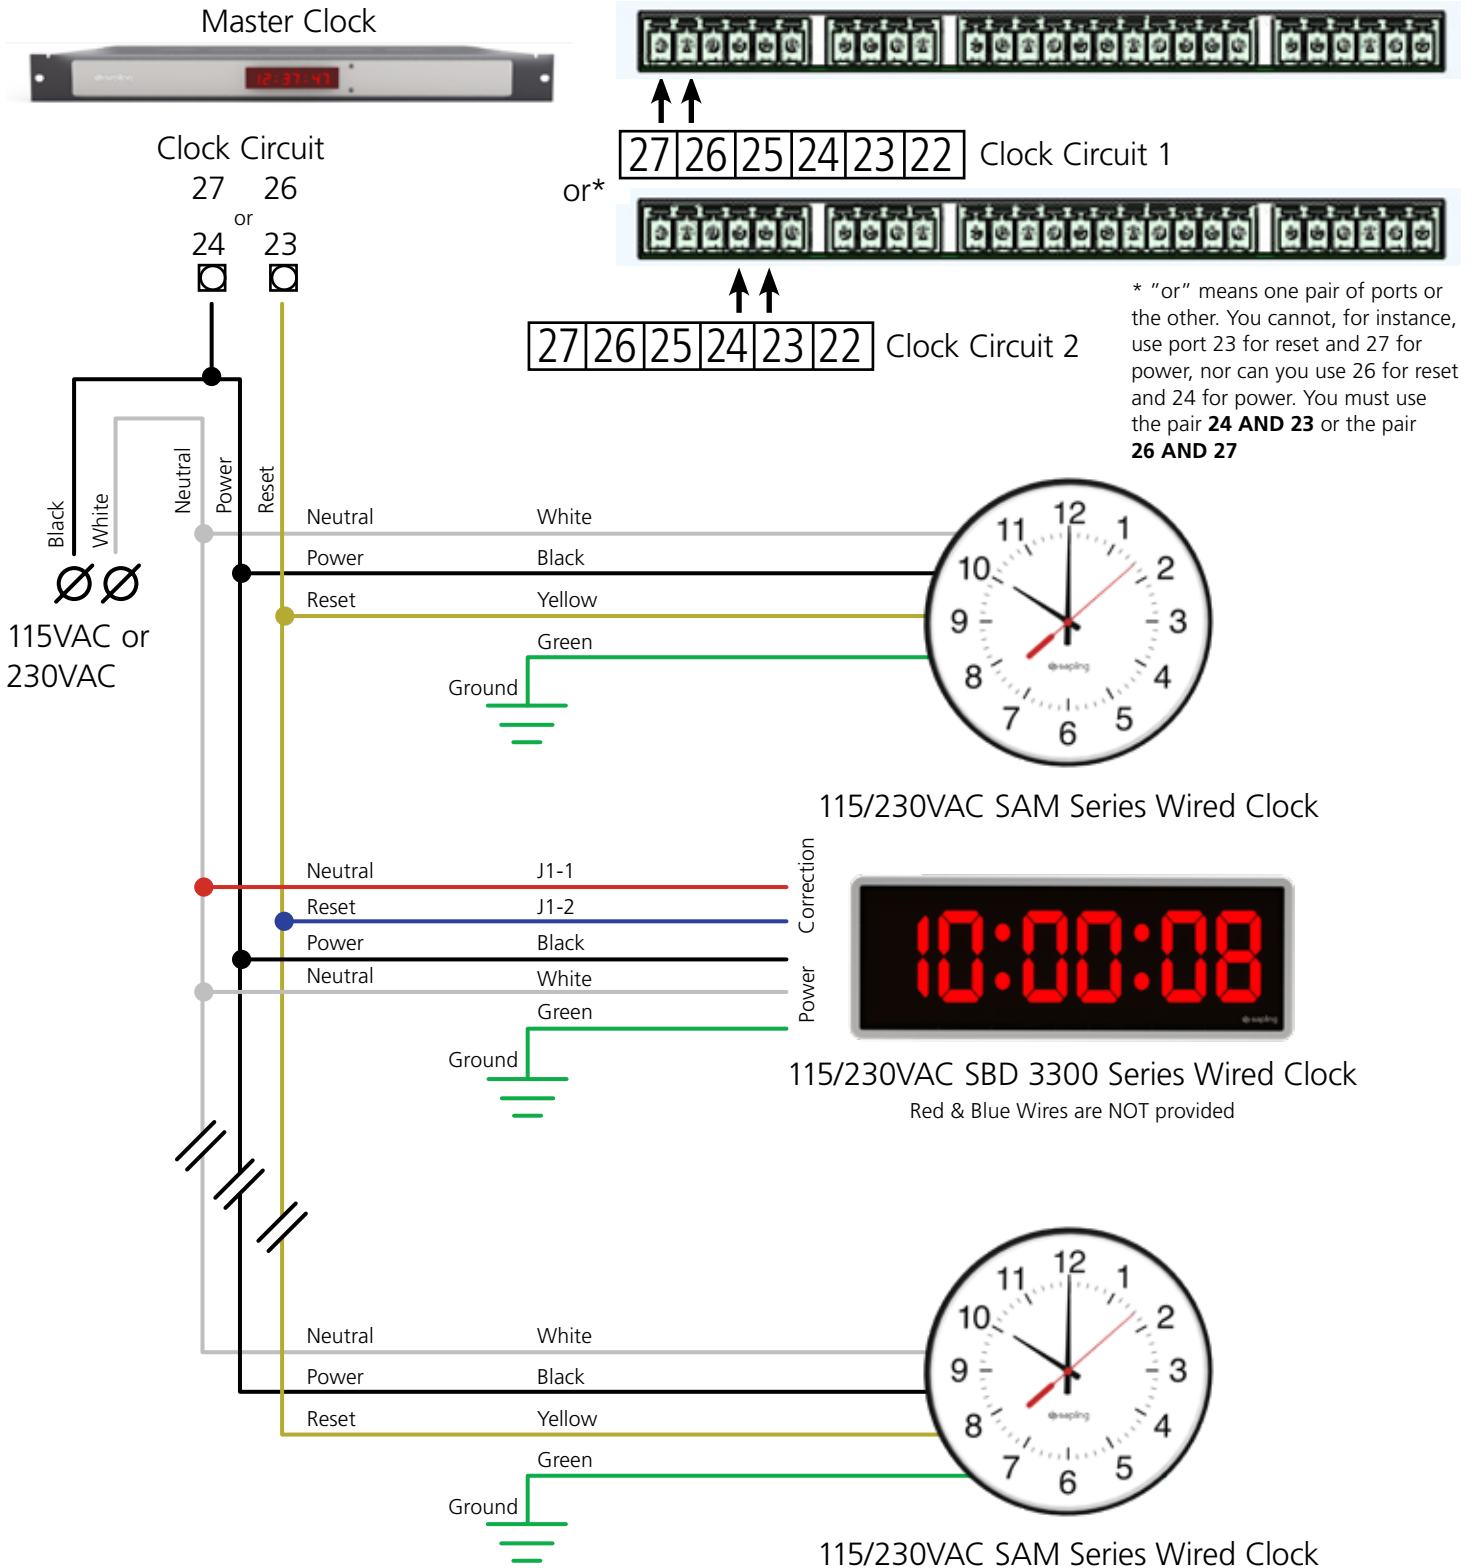 Master Clock
12:37:47
Clock Circuit
27 26
or
24 23
27 26 25 24 23 22 Clock Circuit 1
or*
27 26 25 24 23 22 Clock Circuit 2
* "or" means one pair of ports or
the other. You cannot, for instance,
use port 23 for reset and 27 for
power, nor can you use 26 for reset
and 24 for power. You must use
the pair 24 AND 23 or the pair
26 AND 27
Black
White
Neutral
Power
Reset
115VAC or
230VAC
Neutral White
Power Black
Reset Yellow
Green
Ground
12 1 2 3 4 5 6 7 8 9 10 11
sapling
115/230VAC SAM Series Wired Clock
Neutral J1-1
Reset J1-2
Power Black
Neutral White
Green
Ground
Correction
Power
10:00:08
sapling
115/230VAC SBD 3300 Series Wired Clock
Red & Blue Wires are NOT provided
Neutral White
Power Black
Reset Yellow
Green
Ground
12 1 2 3 4 5 6 7 8 9 10 11
sapling
115/230VAC SAM Series Wired Clock